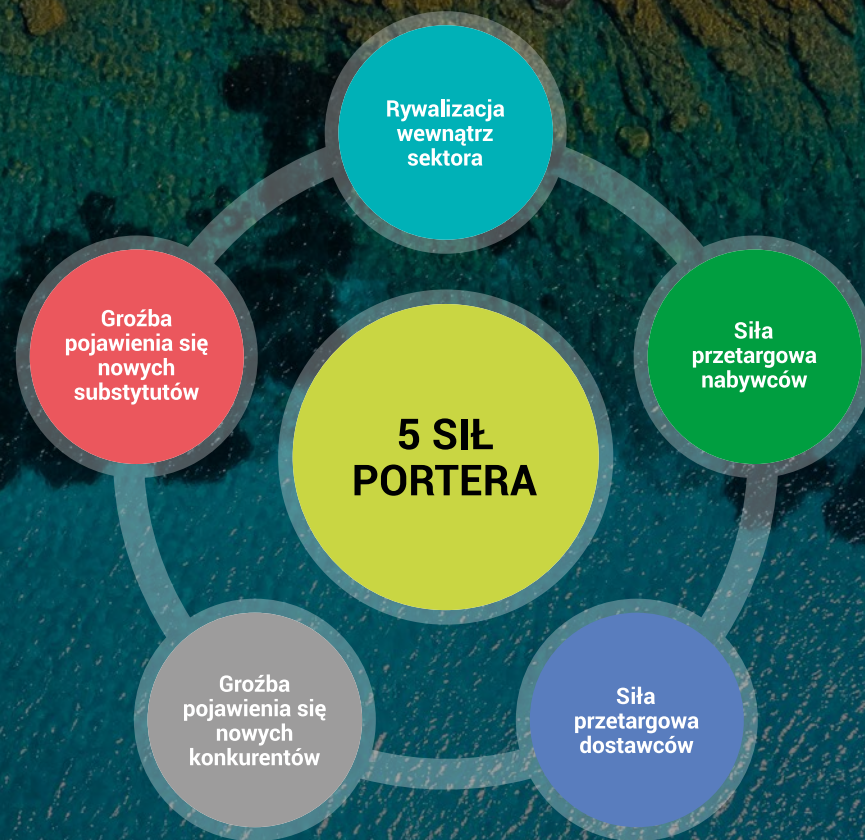 Rywalizacja
wewnątrz
sektora
Groźba
pojawienia się
nowych
substytutów
Siła
przetargowa
nabywców
5 SIŁ
PORTERA
Groźba
pojawienia się
nowych
konkurentów
Siła
przetargowa
dostawców